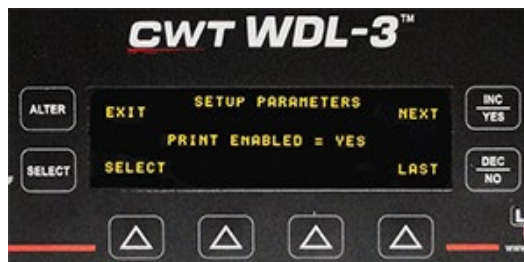 CWT WDL-3™
ALTER
EXIT
SETUP PARAMETERS
NEXT
INC
YES
PRINT ENABLED = YES
SELECT
SELECT
LAST
DEC
NO